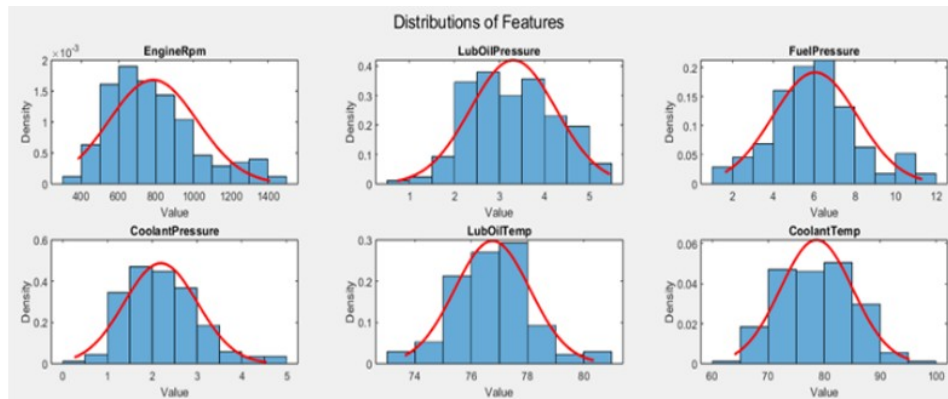 Distributions of Features
EngineRpm
×10-3
2
1.5
1
0.5
0
Density
400 600 800 1000 1200 1400
Value
LubOilPressure
0.4
0.3
0.2
0.1
0
Density
1 2 3 4 5
Value
FuelPressure
0.2
0.15
0.1
0.05
0
Density
2 4 6 8 10 12
Value
CoolantPressure
0.6
0.4
0.2
0
Density
0 1 2 3 4 5
Value
LubOilTemp
0.3
0.2
0.1
0
Density
74 76 78 80
Value
CoolantTemp
0.06
0.04
0.02
0
Density
60 70 80 90 100
Value